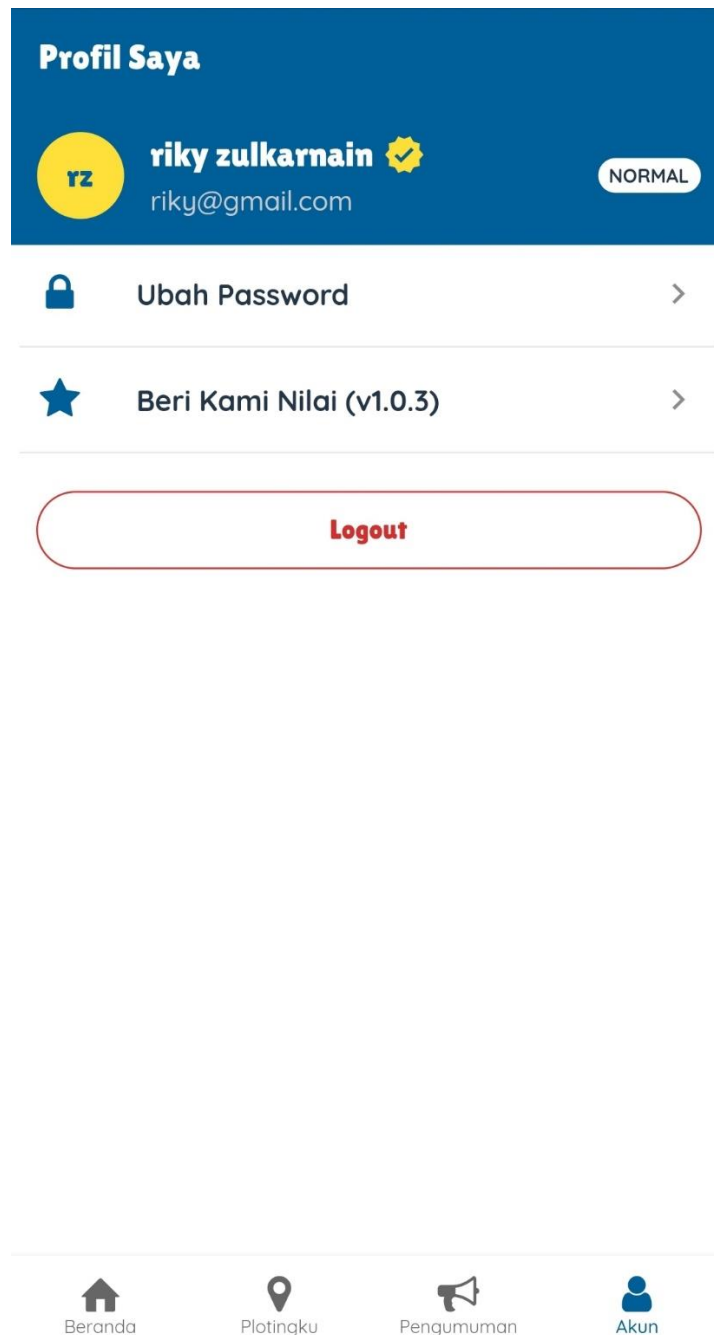 Profil Saya
rz
riky zulkarnain
riky@gmail.com
NORMAL
Ubah Password
Beri Kami Nilai (v1.0.3)
Logout
Beranda
Plotingku
Pengumuman
Akun